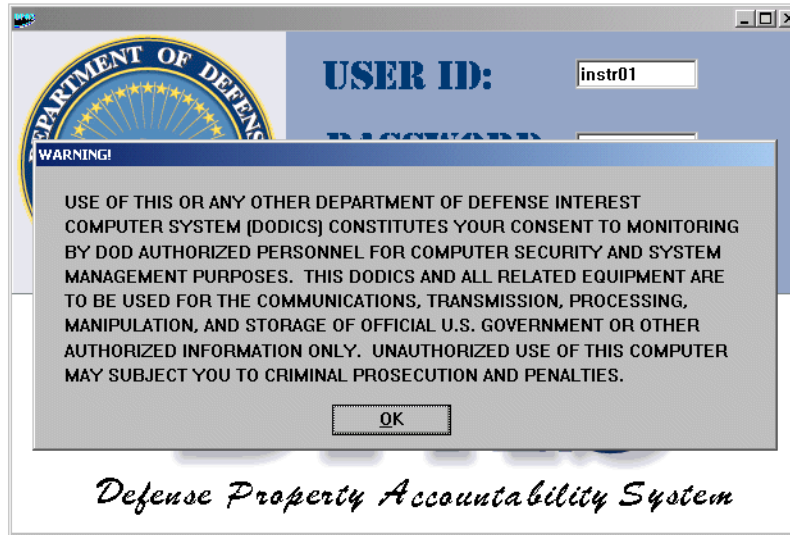 DEPARTMENT OF DEFENSE
USER ID:
instr01
PASSWORD
WARNING!
USE OF THIS OR ANY OTHER DEPARTMENT OF DEFENSE INTEREST
COMPUTER SYSTEM (DODICS) CONSTITUTES YOUR CONSENT TO MONITORING
BY DOD AUTHORIZED PERSONNEL FOR COMPUTER SECURITY AND SYSTEM
MANAGEMENT PURPOSES.  THIS DODICS AND ALL RELATED EQUIPMENT ARE
TO BE USED FOR THE COMMUNICATIONS, TRANSMISSION, PROCESSING,
MANIPULATION, AND STORAGE OF OFFICIAL U.S. GOVERNMENT OR OTHER
AUTHORIZED INFORMATION ONLY.  UNAUTHORIZED USE OF THIS COMPUTER
MAY SUBJECT YOU TO CRIMINAL PROSECUTION AND PENALTIES.
OK
Defense Property Accountability System